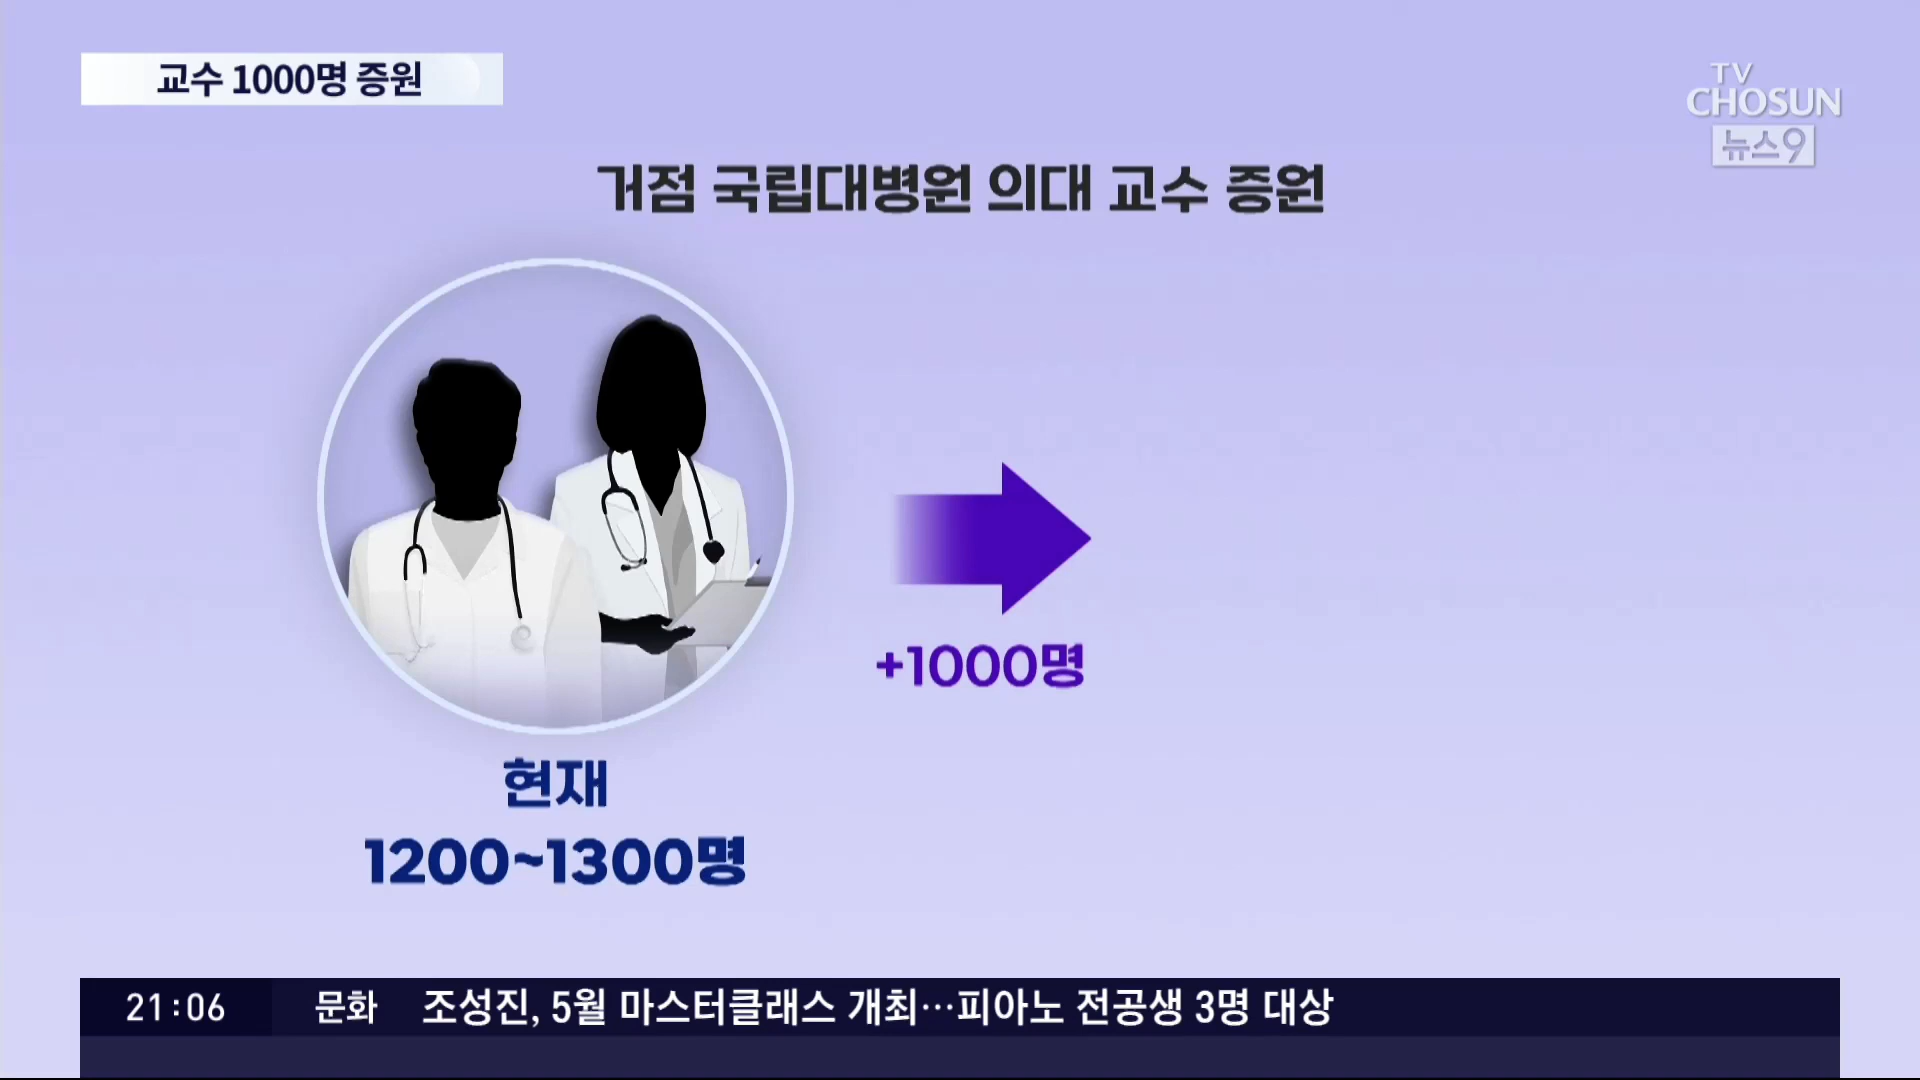 교수 1000명 증원
TV
CHOSUN
뉴스9
거점 국립대병원 의대 교수 증원
+1000명
현재
1200~1300명
21:06 문화 조성진, 5월 마스터클래스 개최…피아노 전공생 3명 대상